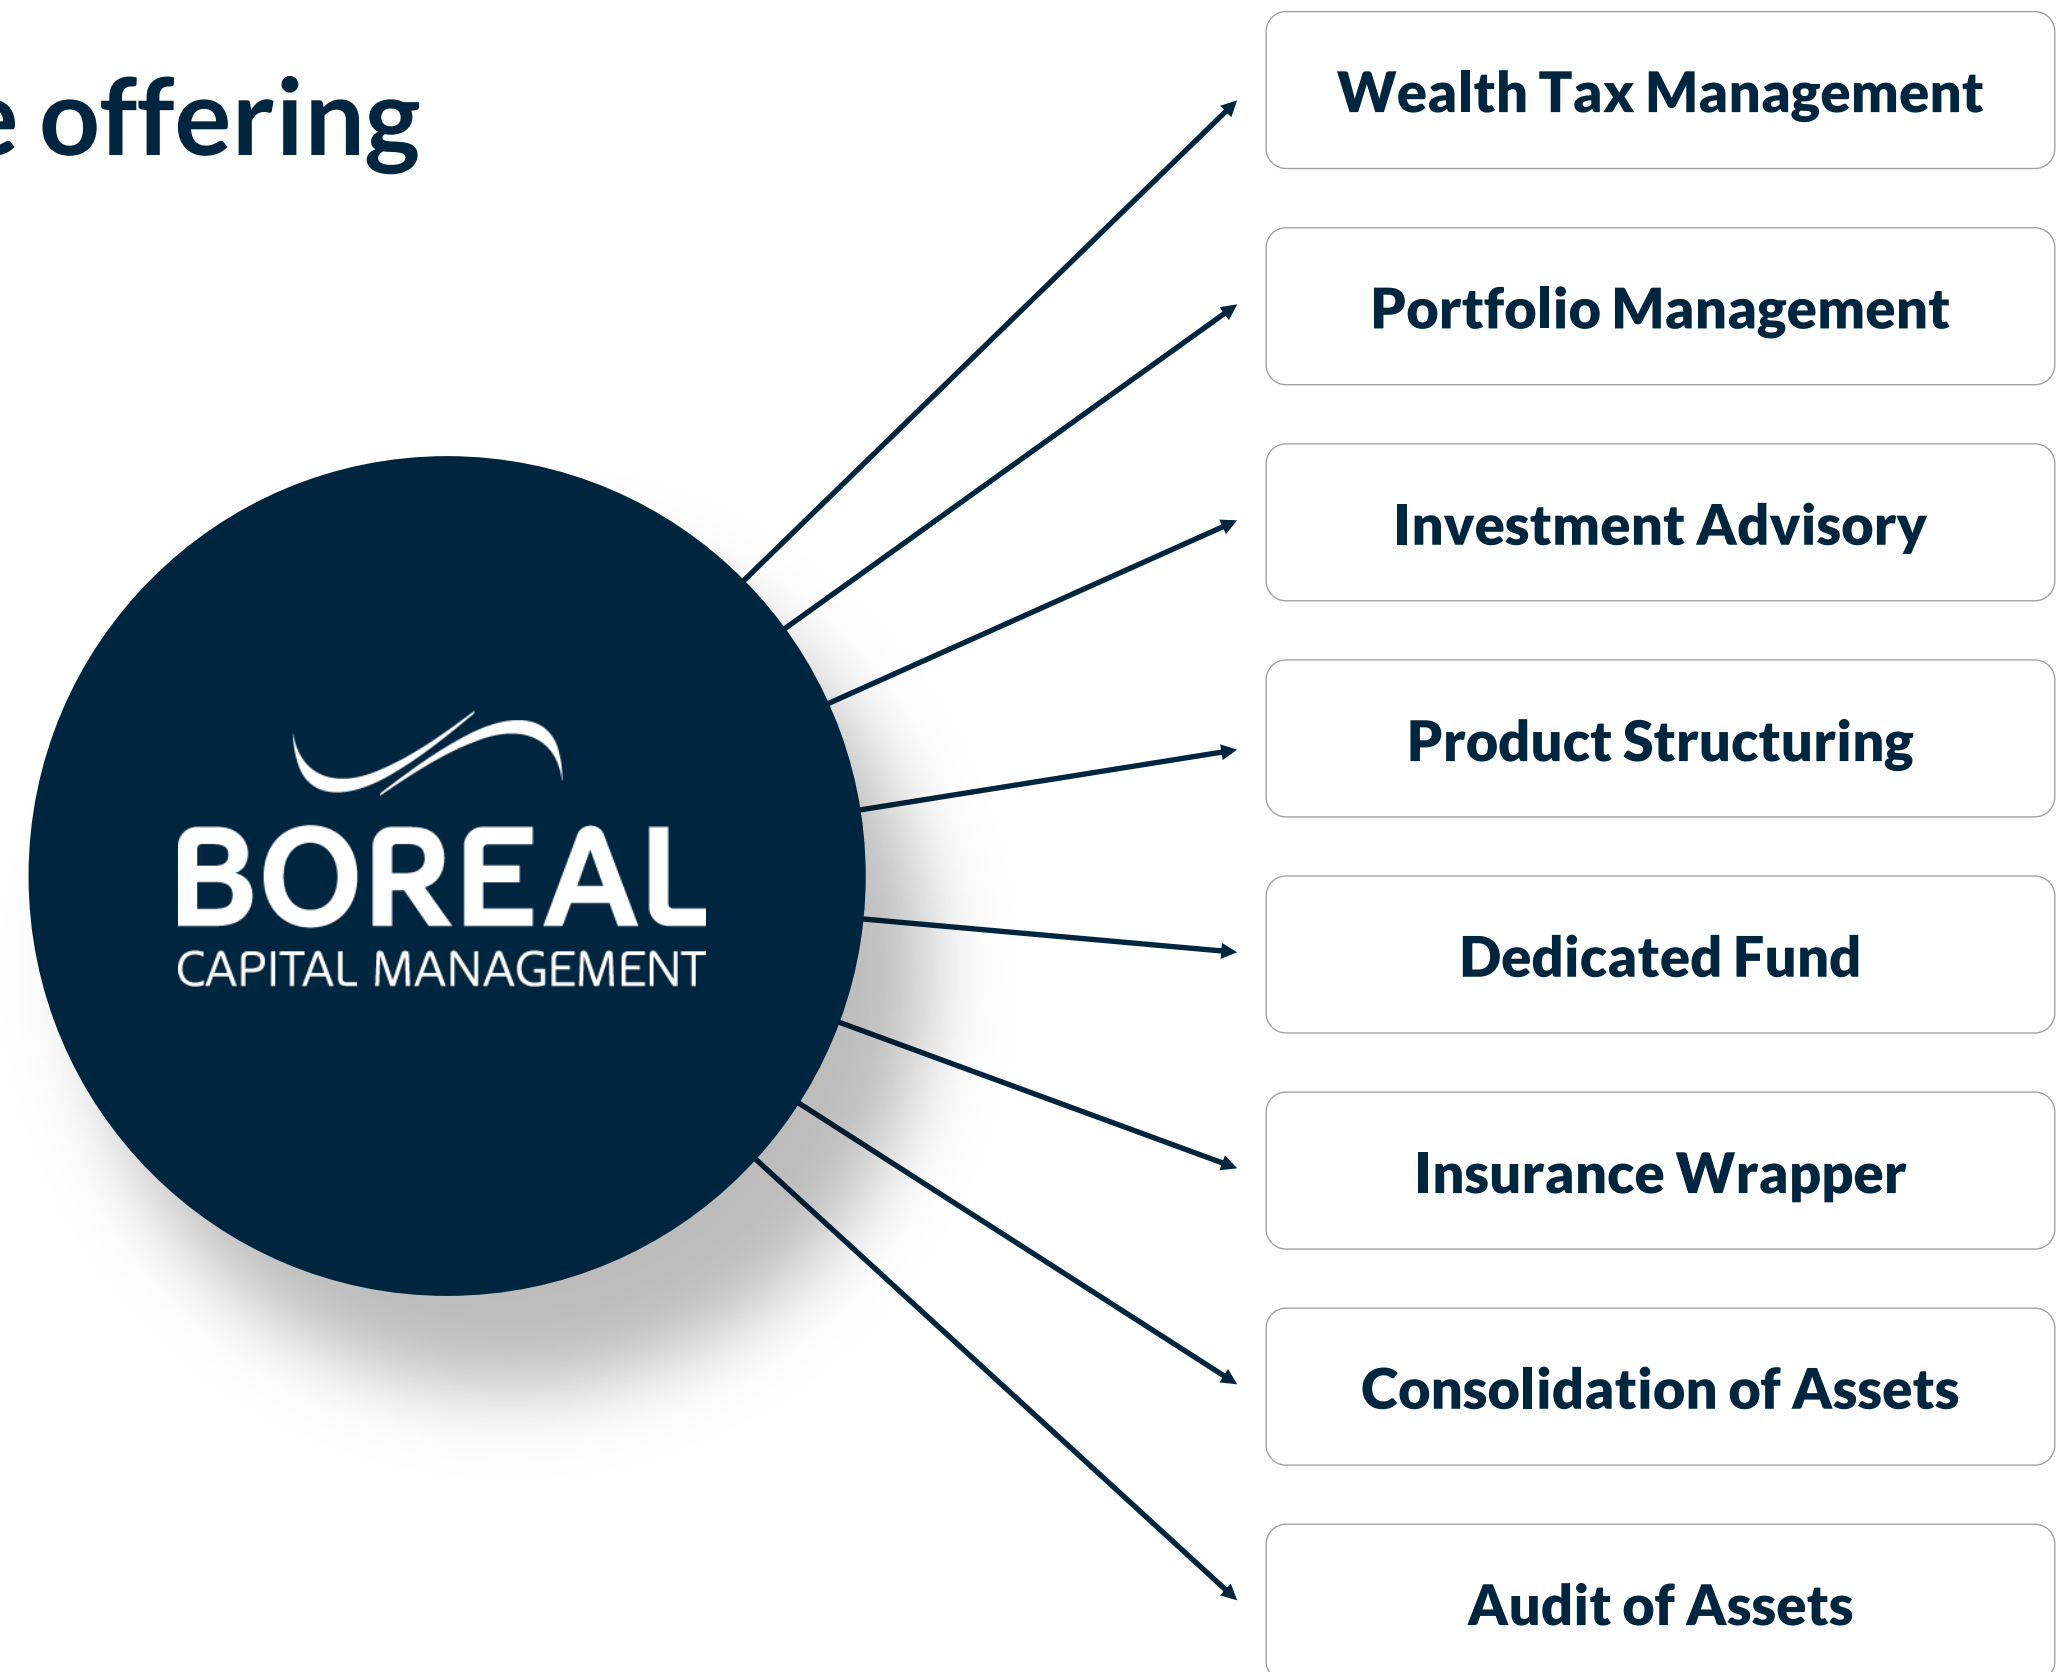 e offering
Wealth Tax Management
Portfolio Management
Investment Advisory
Product Structuring
BOREAL
CAPITAL MANAGEMENT
Dedicated Fund
Insurance Wrapper
Consolidation of Assets
Audit of Assets